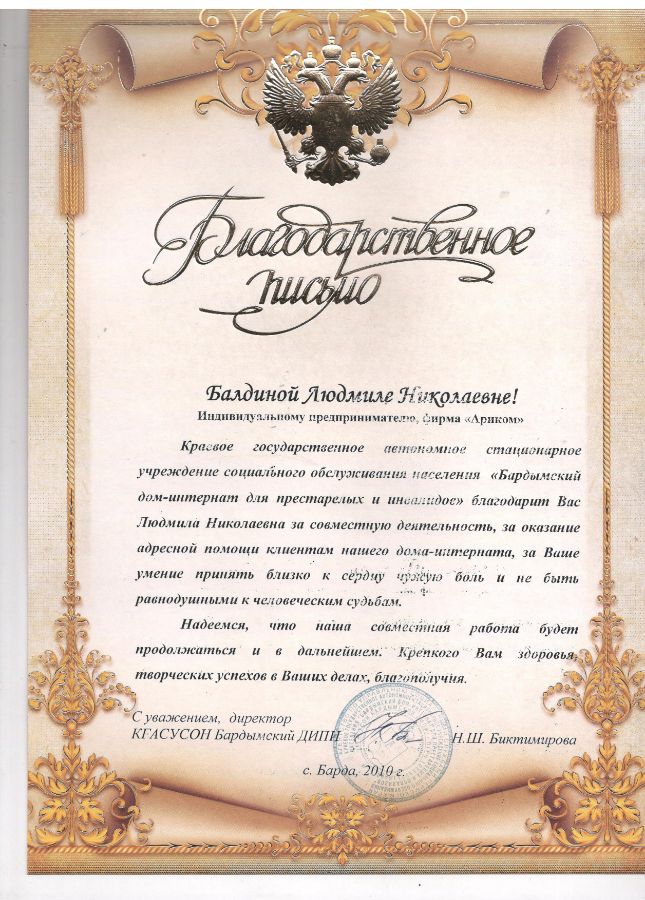 Благодарственное
письмо
Балдиной Людмиле Николаевне!
Индивидуальному предпринимателю, фирма «Ариком»
Краевое государственное автономное стационарное
учреждение социального обслуживания населения «Бардымский
дом-интернат для престарелых и инвалидов» благодарит Вас
Людмила Николаевна за совместную деятельность, за оказание
адресной помощи клиентам нашего дома-интерната, за Ваше
умение принять близко к сердцу чужую боль и не быть
равнодушными к человеческим судьбам.
Надеемся, что наша совместная работа будет
продолжаться и в дальнейшем. Крепкого Вам здоровья,
творческих успехов в Ваших делах, благополучия.
С уважением, директор
КГАСУСОН Бардымский ДИПИ Н.Ш. Биктимирова
с. Барда, 2010 г.